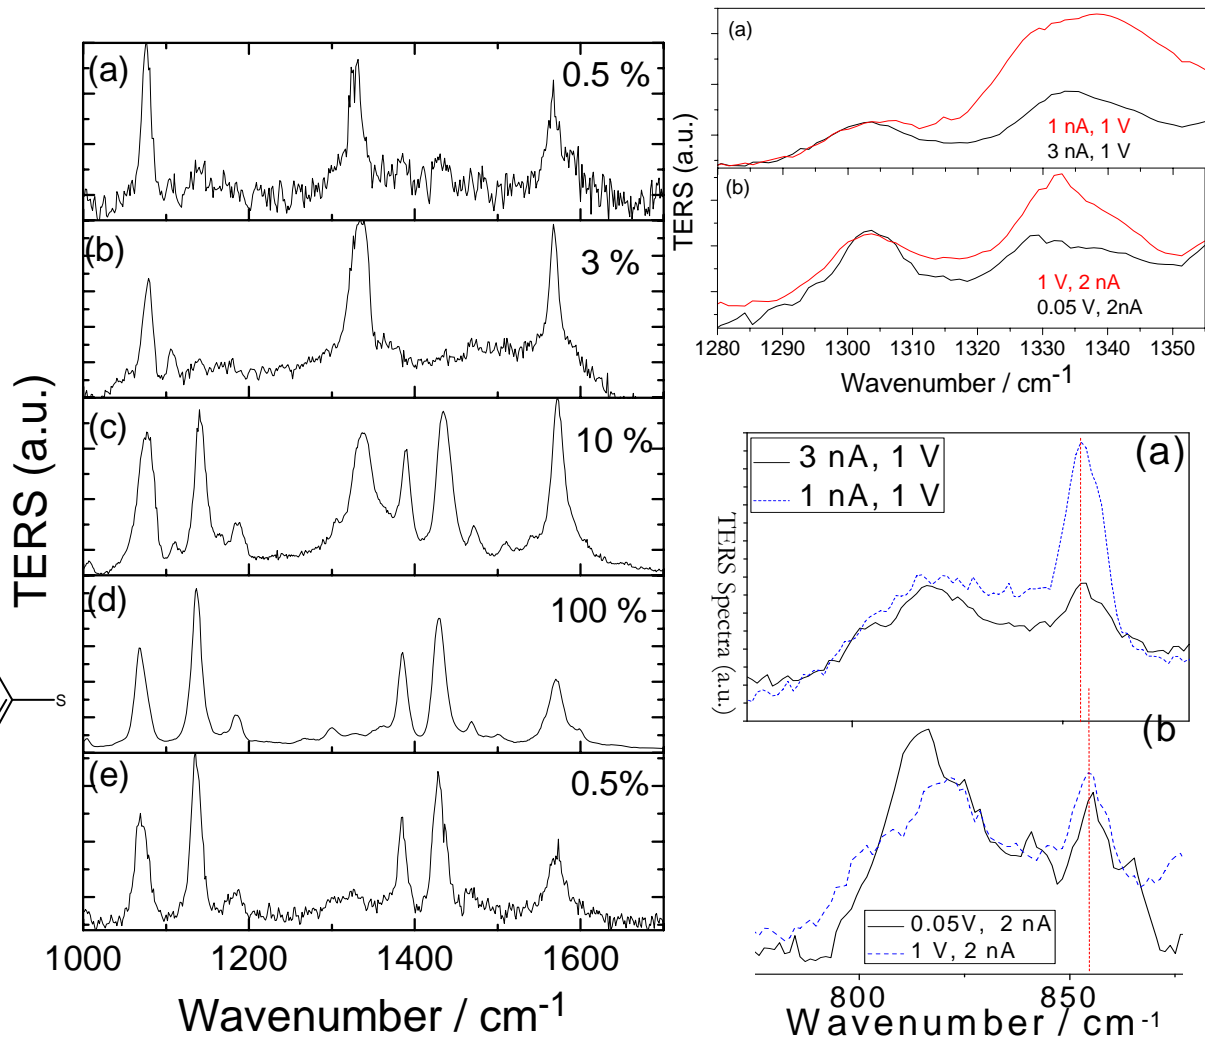 (a)
0.5 %
(b)
3 %
(c)
10 %
(d)
100 %
(e)
0.5%
TERS (a.u.)
S
1000 1200 1400 1600
Wavenumber / cm-1
(a)
1 nA, 1 V
3 nA, 1 V
(b)
1 V, 2 nA
0.05 V, 2nA
TERS (a.u.)
1280 1290 1300 1310 1320 1330 1340 1350
Wavenumber / cm-1
(a)
3 nA, 1 V
1 nA, 1 V
TERS Spectra (a.u.)
(b
0.05V, 2 nA
1 V, 2 nA
800 850
Wavenumber / cm-1